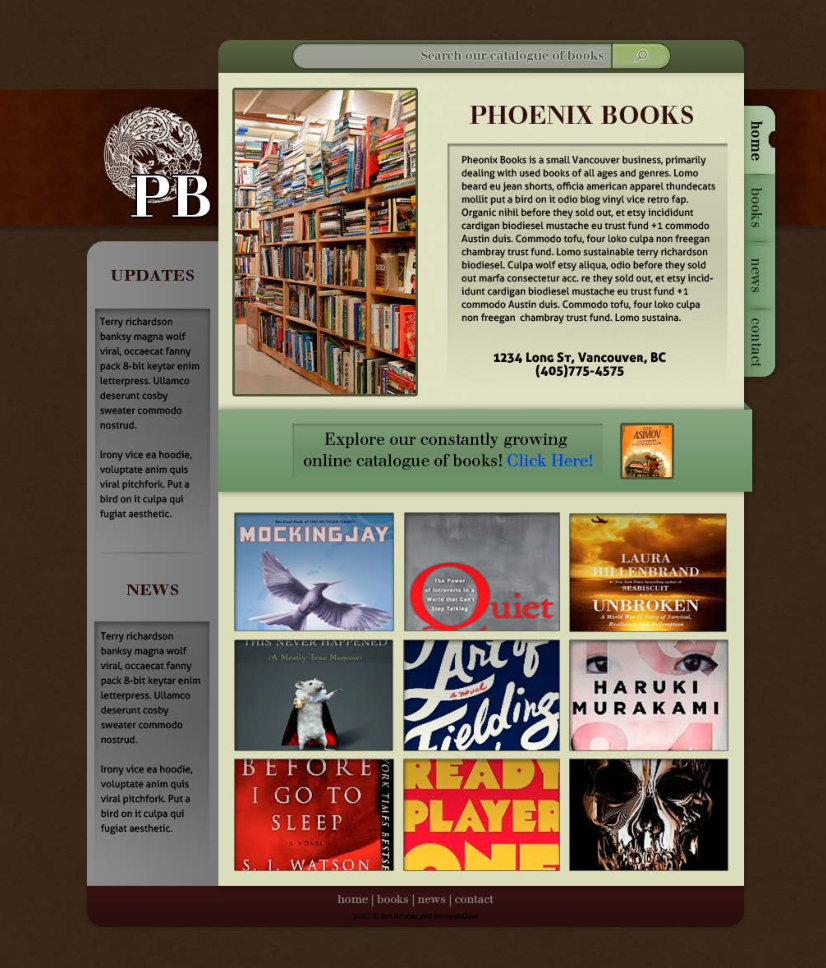 Search our catalogue of books
PB
PHOENIX BOOKS
Pheonix Books is a small Vancouver business, primarily
dealing with used books of all ages and genres. Lomo
beard eu jean shorts, officia american apparel thundecats
mollit put a bird on it odio blog vinyl vice retro fap.
Organic nihil before they sold out, et etsy incididunt
cardigan biodiesel mustache eu trust fund +1 commodo
Austin duis. Commodo tofu, four loko culpa non freegan
chambray trust fund. Lomo sustainable terry richardson
biodiesel. Culpa wolf etsy aliqua, odio before they sold
out marfa consectetur acc. re they sold out, et etsy incid-
idunt cardigan biodiesel mustache eu trust fund +1
commodo Austin duis. Commodo tofu, four loko culpa
non freegan chambray trust fund. Lomo sustaina.
1234 Long St, Vancouver, BC
(405)775-4575
home
books
news
contact
UPDATES
Terry richardson
banksy magna wolf
viral, occaecat fanny
pack 8-bit keytar enim
letterpress. Ullamco
deserunt cosby
sweater commodo
nostrud.
Irony vice ea hoodie,
voluptate anim quis
viral pitchfork. Put a
bird on it culpa qui
fugiat aesthetic.
NEWS
Terry richardson
banksy magna wolf
viral, occaecat fanny
pack 8-bit keytar enim
letterpress. Ullamco
deserunt cosby
sweater commodo
nostrud.
Irony vice ea hoodie,
voluptate anim quis
viral pitchfork. Put a
bird on it culpa qui
fugiat aesthetic.
Explore our constantly growing
online catalogue of books! Click Here!
ASIMOV
The Final Book of THE HUNGER GAMES
MOCKINGJAY
The Power
of Introverts in a
World that Can't
Stop Talking
Quiet
LAURA
HILLENBRAND
SEABISCUIT
UNBROKEN
A World War II Story of Survival,
Resilience, and Redemption
THIS NEVER HAPPENED
(A Mostly True Memoir)
Art of
a novel
Fielding
HARUKI
MURAKAMI
BEFORE
I GO TO
SLEEP
A NOVEL
S. J. WATSON
YORK TIMES BESTSE
READY
PLAYER
ONE
home | books | news | contact